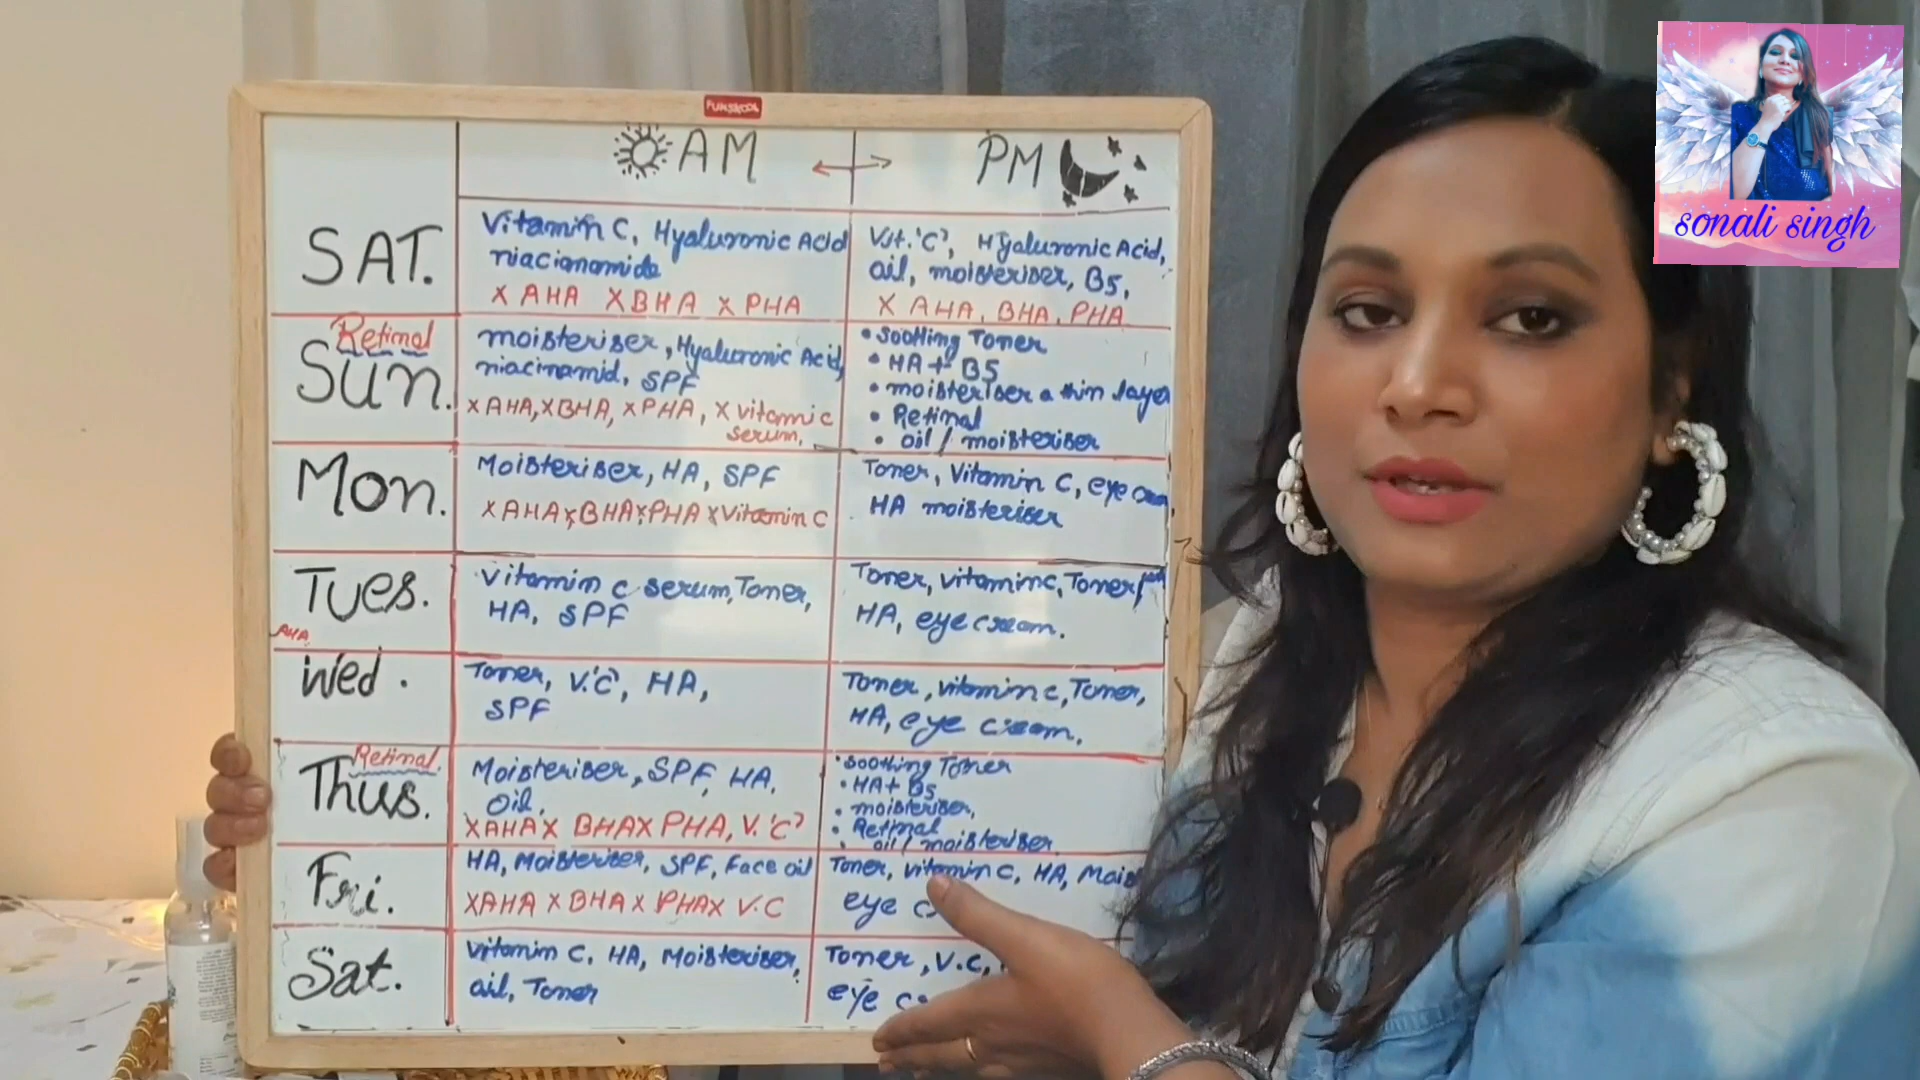 FUNSKOOL
AM
PM
sonali singh
SAT.
Vitamin C, Hyaluronic Acid
niacianamide
X AHA X BHA X PHA
Vit.'C', Hyaluronic Acid,
oil, moisteriser, B5,
X AHA, BHA, PHA
Retinal
Sun.
moisteriser, Hyaluronic Acid,
niacinamid, SPF
X AHA, X BHA, X PHA, X vitamin c
serum,
• Soothing Toner
• HA + B5
• moisteriser a thin layer
• Retinal
• oil / moisteriser
Mon.
Moisteriser, HA, SPF
X AHA X BHA X PHA X Vitamin C
Toner, Vitamin C, eye
HA moisteriser
Tues.
vitamin c serum, Toner,
HA, SPF
Toner, vitamin c, Toner
HA, eye cream.
AHA
Wed.
Toner, V.'C', HA,
SPF
Toner, vitamin c, Toner,
HA, eye cream.
Retinal
Thus.
Moisteriser, SPF, HA,
oil,
X AHA X BHA X PHA, V.'C'
• Soothing Toner
• HA + B5
• moisteriser,
• Retinal
• oil / moisteriser
Fri.
HA, Moisteriser, SPF, Face oil
X AHA X BHA X PHA X V.C
Toner, vitamin c, HA, Mois
eye c
Sat.
vitamin C, HA, Moisteriser,
oil, Toner
Toner, V.C,
eye c